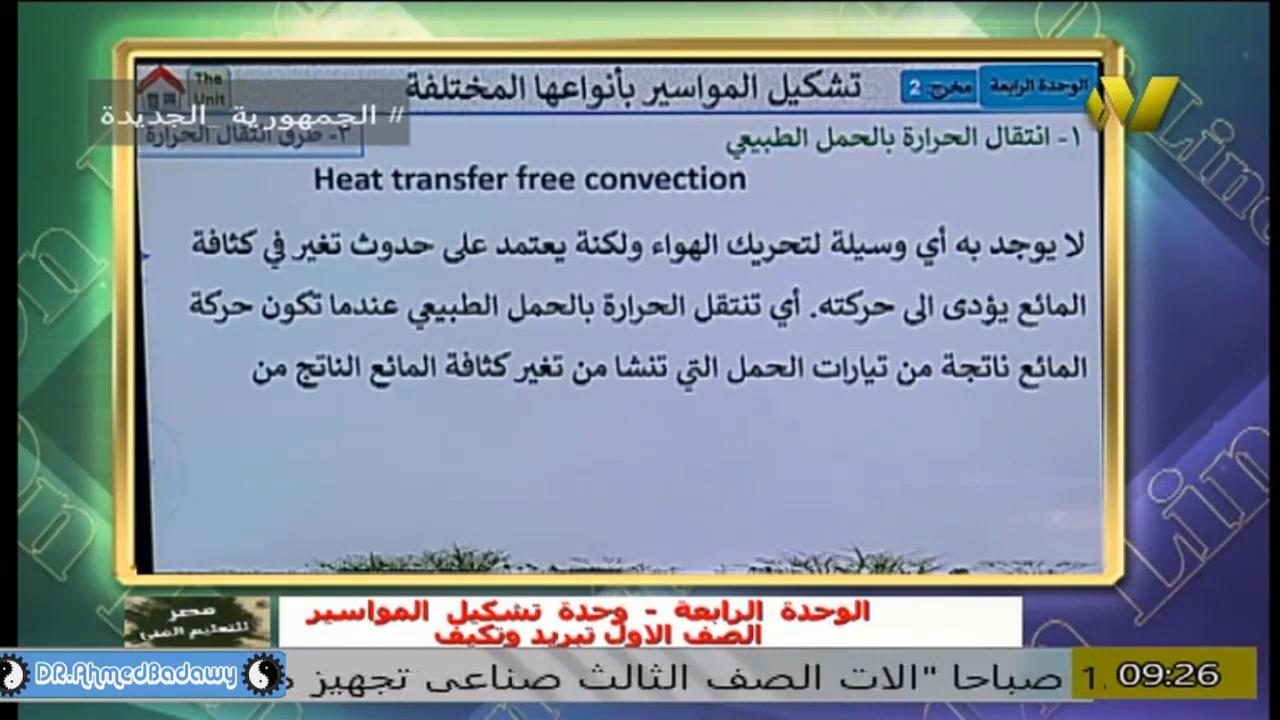 الوحدة الرابعة
مخرج: 2
تشكيل المواسير بأنواعها المختلفة
The
Unit
# الجمهورية_الجديدة
٣- طرق انتقال الحرارة
١- انتقال الحرارة بالحمل الطبيعي
Heat transfer free convection
لا يوجد به أي وسيلة لتحريك الهواء ولكنة يعتمد على حدوث تغير في كثافة
المائع يؤدى الى حركته. أي تنتقل الحرارة بالحمل الطبيعي عندما تكون حركة
المائع ناتجة من تيارات الحمل التي تنشا من تغير كثافة المائع الناتج من
الوحدة الرابعة - وحدة تشكيل المواسير
الصف الاول تبريد وتكيف
مصر
للتعليم الفني
صباحا "الات الصف الثالث صناعى تجهيز
09:26
DR.AhmedBadawy